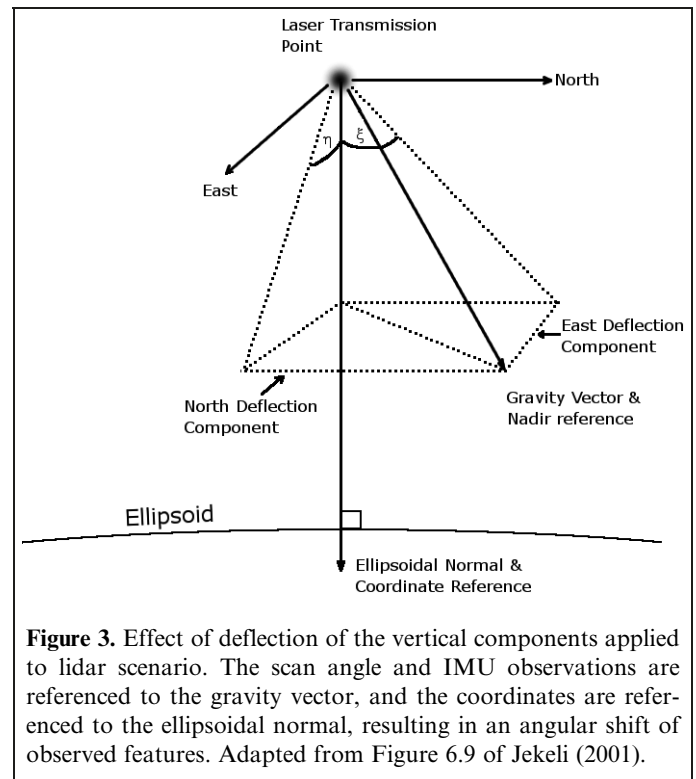 Laser Transmission
Point
North
η
ξ
East
East Deflection
Component
North Deflection
Component
Gravity Vector &
Nadir reference
Ellipsoid
Ellipsoidal Normal &
Coordinate Reference
Figure 3. Effect of deflection of the vertical components applied
to lidar scenario. The scan angle and IMU observations are
referenced to the gravity vector, and the coordinates are refer-
enced to the ellipsoidal normal, resulting in an angular shift of
observed features. Adapted from Figure 6.9 of Jekeli (2001).